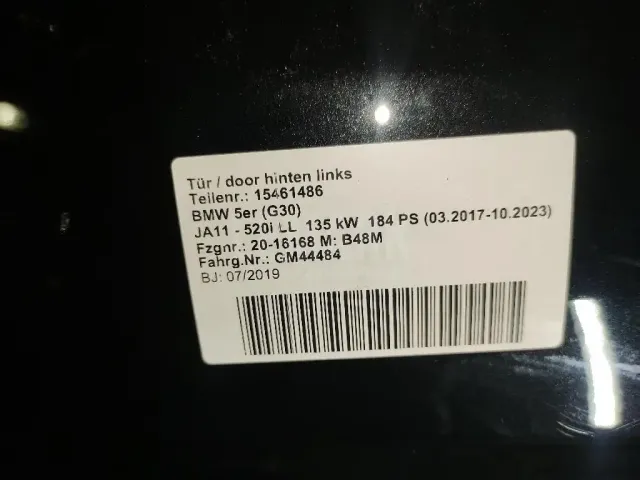 Tür / door hinten links
Teilenr.: 15461486
BMW 5er (G30)
JA11 - 520i LL 135 kW 184 PS (03.2017-10.2023)
Fzgnr.: 20-16168 M: B48M
Fahrg.Nr.: GM44484
BJ: 07/2019